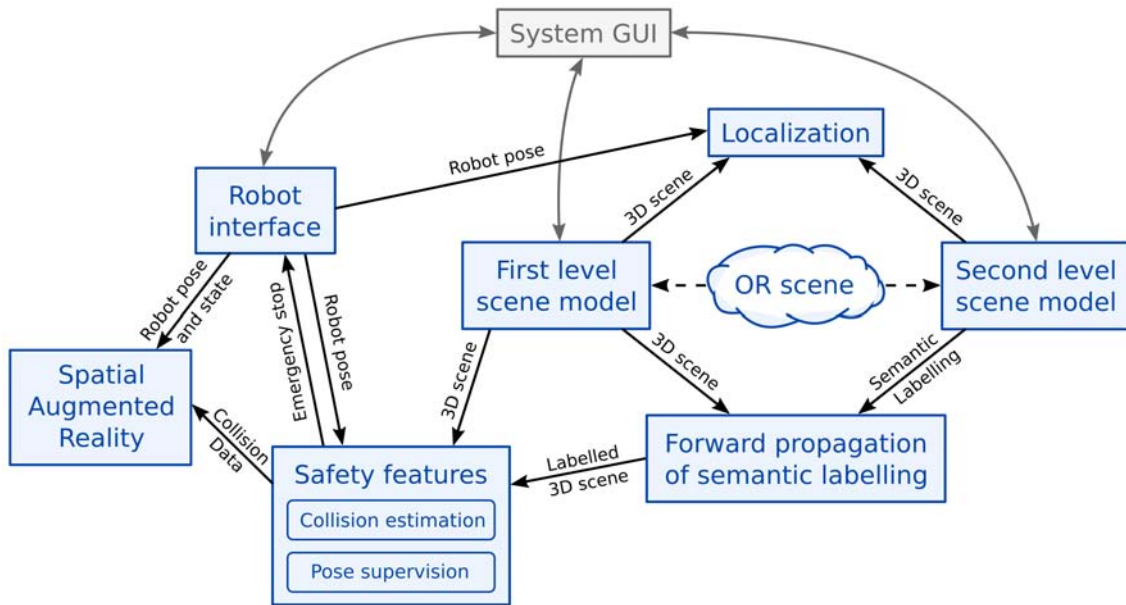 System GUI
Localization
Robot pose
Robot
interface
3D scene
3D scene
First level
scene model
OR scene
Second level
scene model
Robot pose
and state
Emergency stop
Robot pose
3D scene
3D scene
Semantic
Labelling
Spatial
Augmented
Reality
Collision
Data
Safety features
Collision estimation
Pose supervision
Labelled
3D scene
Forward propagation
of semantic labelling